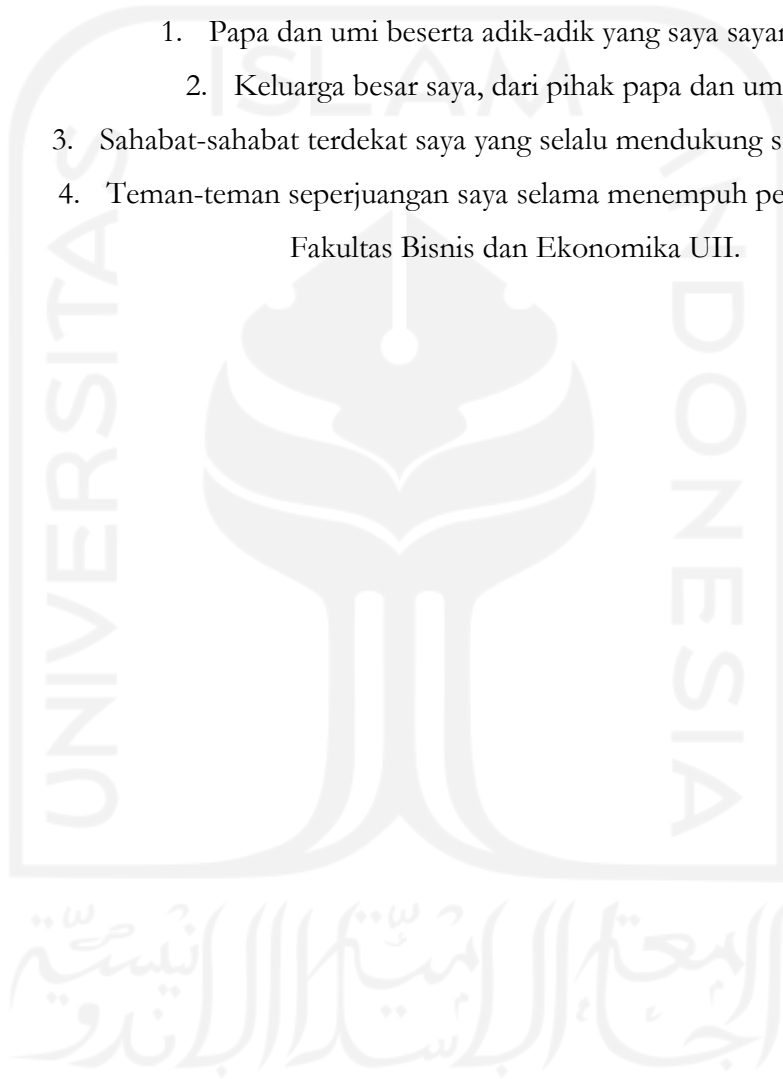 1. Papa dan umi beserta adik-adik yang saya
2. Keluarga besar saya, dari pihak papa dan
3. Sahabat-sahabat terdekat saya yang selalu mendukung
4. Teman-teman seperjuangan saya selama menempuh
Fakultas Bisnis dan Ekonomika UII.
ISLAM
UNIVERSITAS
INDONESIA